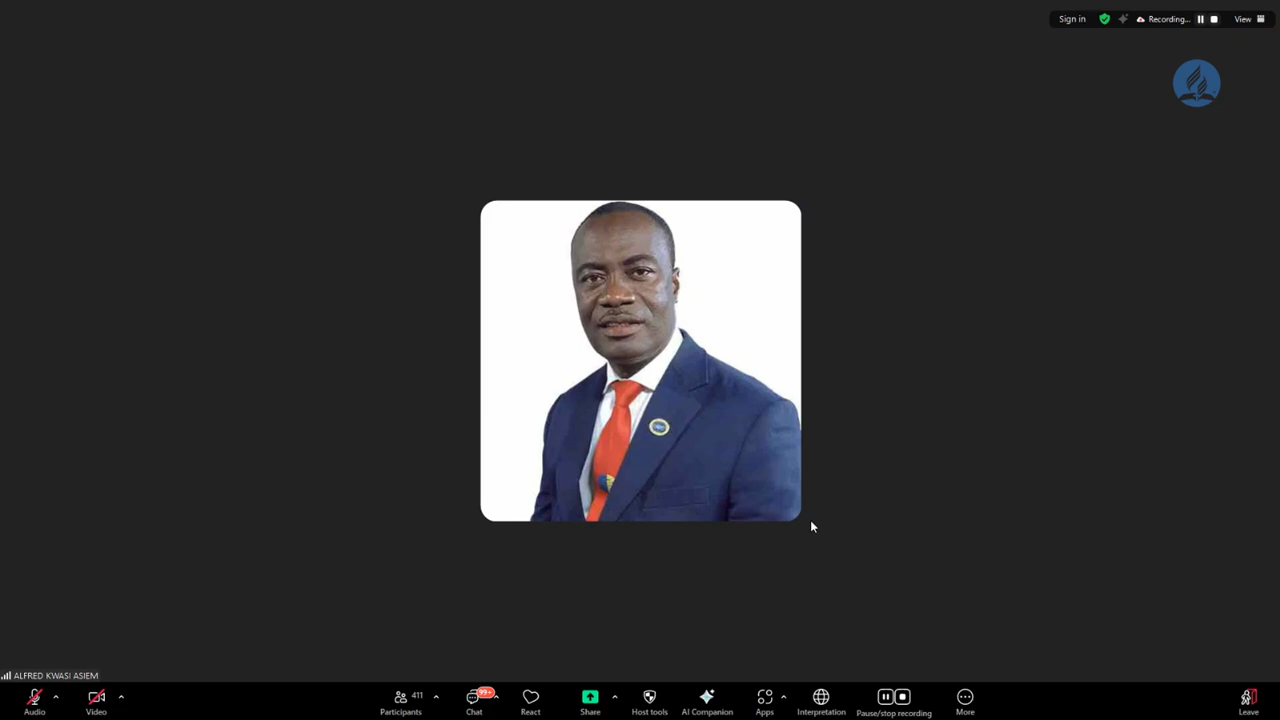 Sign in
Recording...
View
ALFRED KWASI ASIEM
Audio
Video
411
Participants
99+
Chat
React
Share
Host tools
AI Companion
Apps
Interpretation
Pause/stop recording
More
Leave